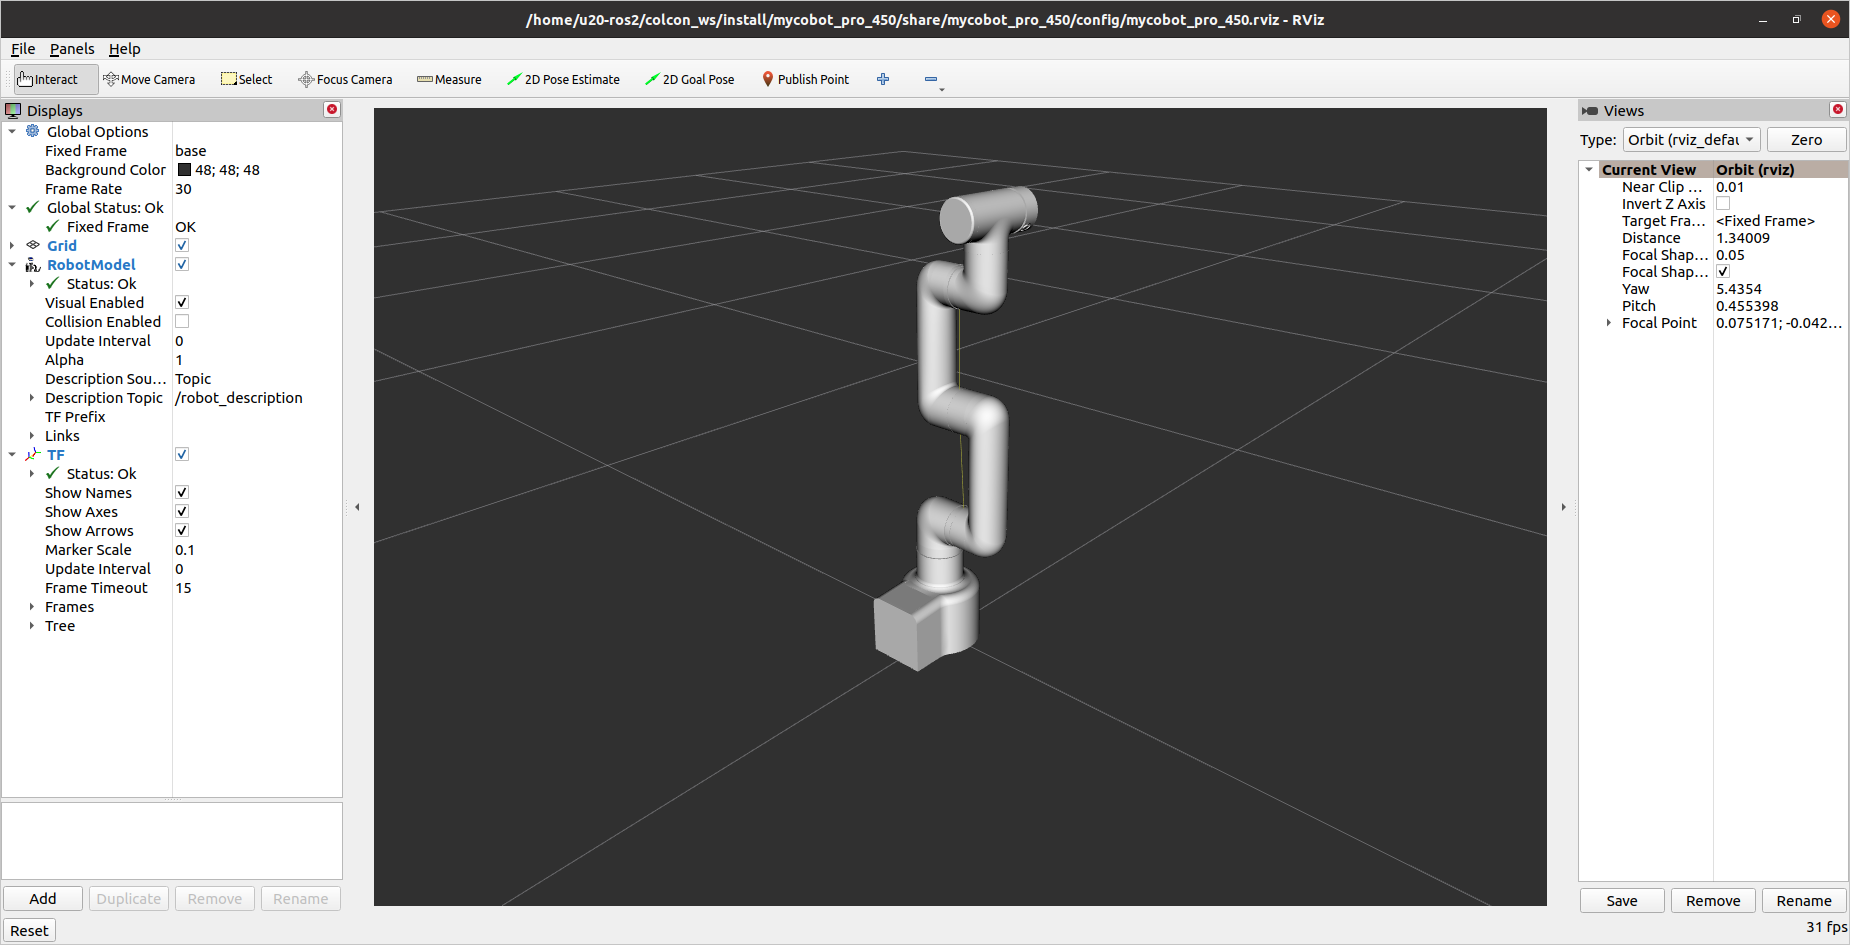 /home/u20-ros2/colcon_ws/install/mycobot_pro_450/share/mycobot_pro_450/config/mycobot_pro_450.rviz - RViz
File Panels Help
Interact Move Camera Select Focus Camera Measure 2D Pose Estimate 2D Goal Pose Publish Point
Displays
Global Options
Fixed Frame base
Background Color 48; 48; 48
Frame Rate 30
Global Status: Ok
Fixed Frame OK
Grid
RobotModel
Status: Ok
Visual Enabled
Collision Enabled
Update Interval 0
Alpha 1
Description Sou... Topic
Description Topic /robot_description
TF Prefix
Links
TF
Status: Ok
Show Names
Show Axes
Show Arrows
Marker Scale 0.1
Update Interval 0
Frame Timeout 15
Frames
Tree
Add Duplicate Remove Rename
Reset
Views
Type: Orbit (rviz_defau Zero
Current View Orbit (rviz)
Near Clip ... 0.01
Invert Z Axis
Target Fra... <Fixed Frame>
Distance 1.34009
Focal Shap... 0.05
Focal Shap...
Yaw 5.4354
Pitch 0.455398
Focal Point 0.075171; -0.042...
Save Remove Rename
31 fps